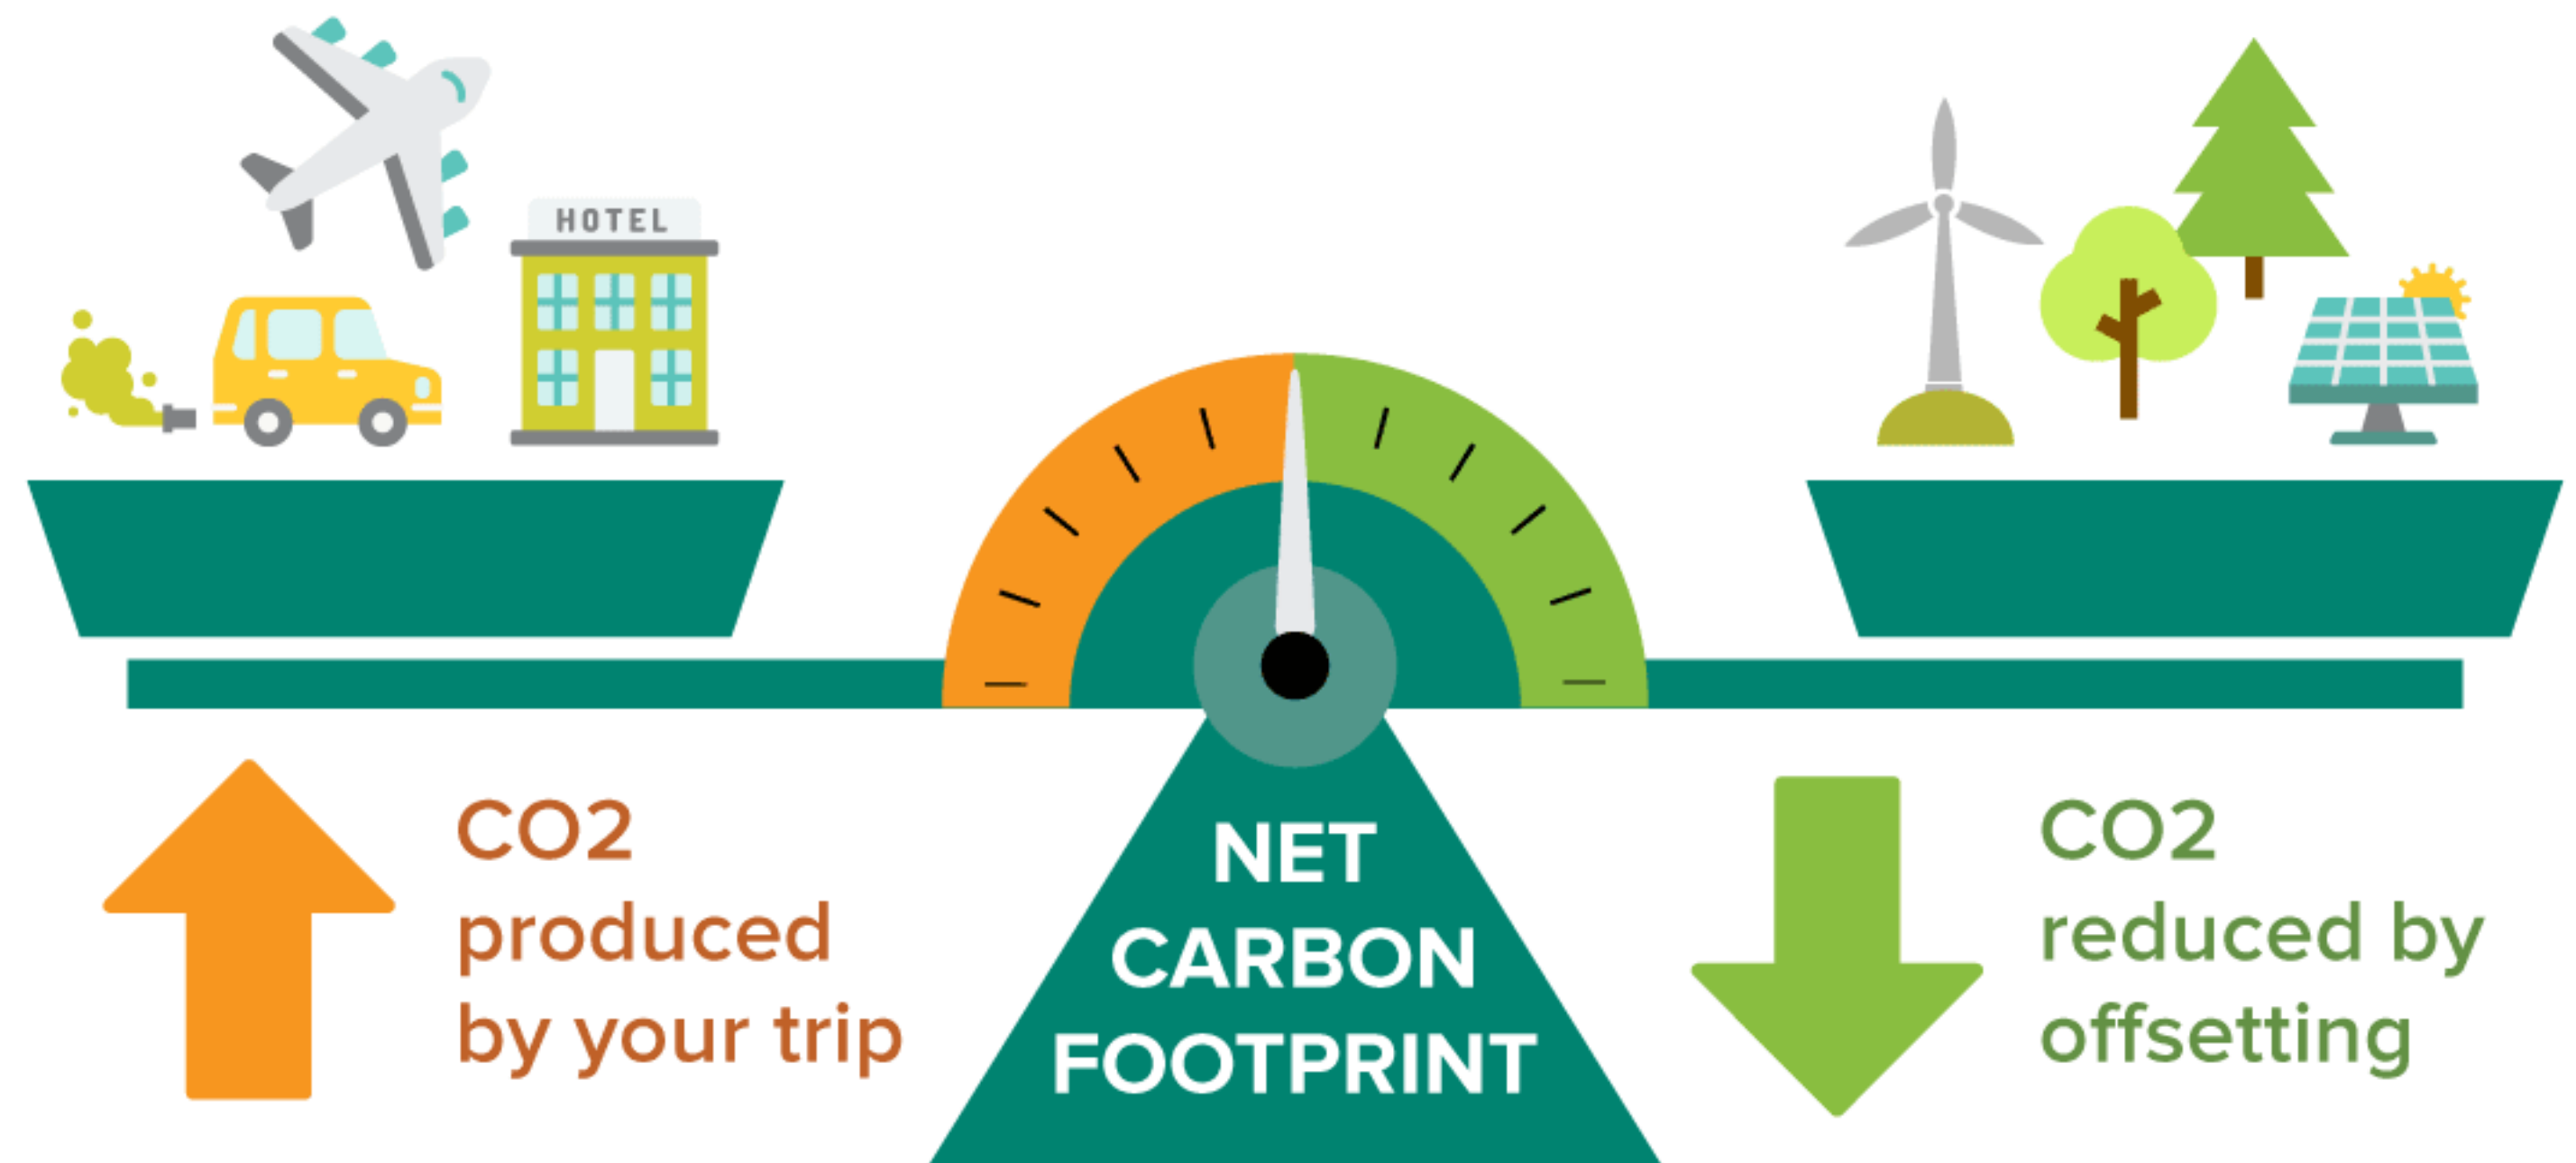 HOTEL
CO2
produced
by your trip
NET
CARBON
FOOTPRINT
CO2
reduced by
offsetting